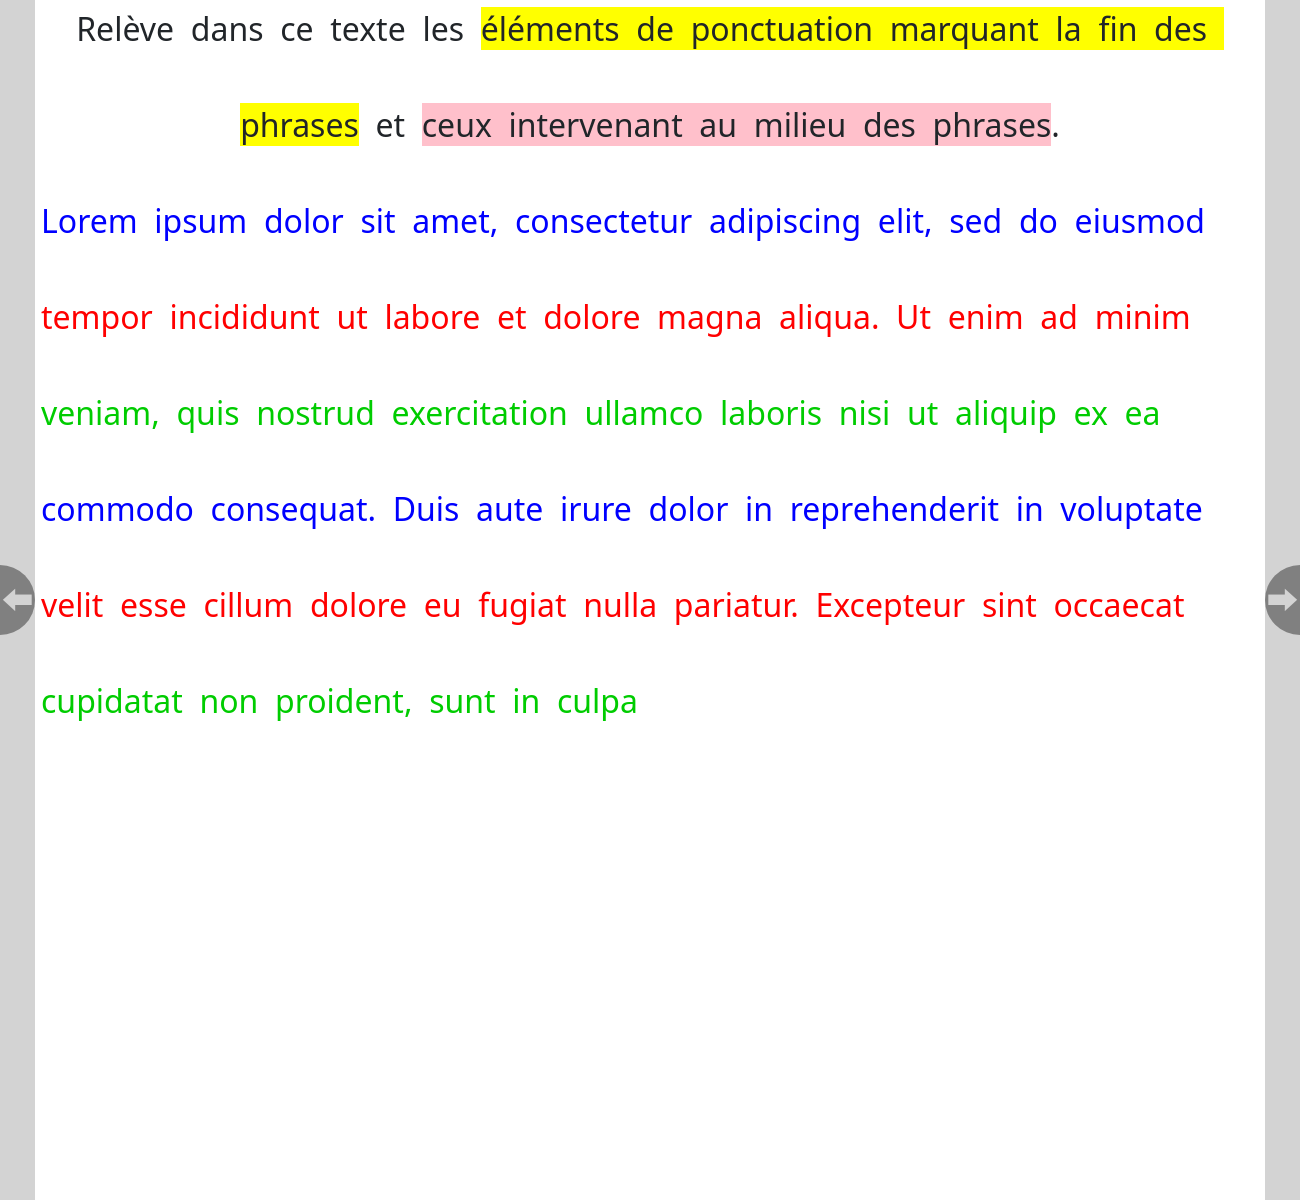 Relève dans ce texte les éléments de ponctuation marquant la fin des
phrases et ceux intervenant au milieu des phrases.
Lorem ipsum dolor sit amet, consectetur adipiscing elit, sed do eiusmod
tempor incididunt ut labore et dolore magna aliqua. Ut enim ad minim
veniam, quis nostrud exercitation ullamco laboris nisi ut aliquip ex ea
commodo consequat. Duis aute irure dolor in reprehenderit in voluptate
velit esse cillum dolore eu fugiat nulla pariatur. Excepteur sint occaecat
cupidatat non proident, sunt in culpa